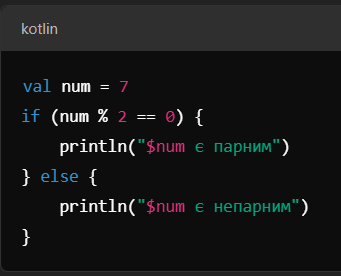 kotlin
val num = 7
if (num % 2 == 0) {
    println("$num є парним")
} else {
    println("$num є непарним")
}